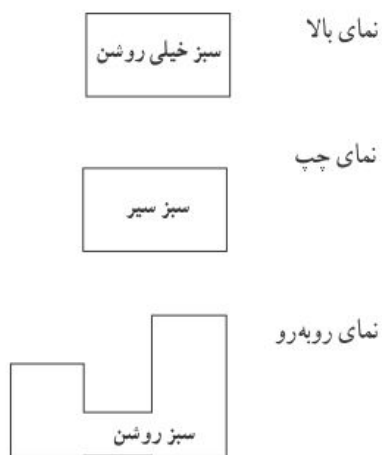 نمای بالا
سبز خیلی روشن
نمای چپ
سبز سیر
نمای روبه‌رو
سبز روشن